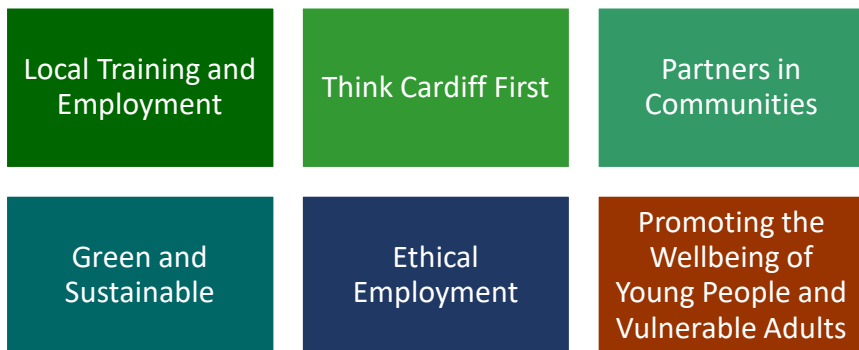 Local Training and
Employment
Think Cardiff First
Partners in
Communities
Green and
Sustainable
Ethical
Employment
Promoting the
Wellbeing of
Young People and
Vulnerable Adults